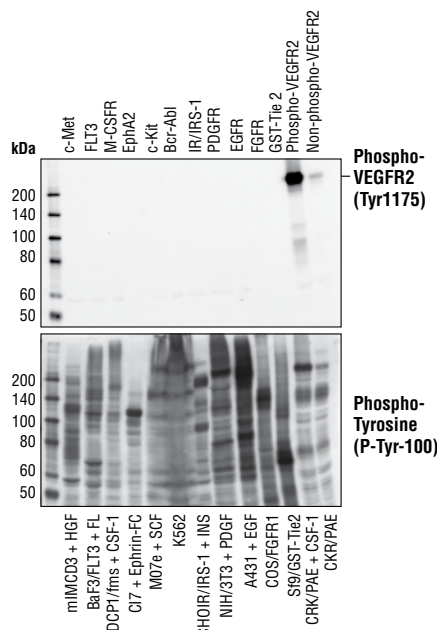 c-Met
FLT3
M-CSFR
EphA2
c-Kit
Bcr-Abl
IR/IRS-1
PDGFR
EGFR
FGFR
GST-Tie 2
Phospho-VEGFR2
Non-phospho-VEGFR2
kDa
200
140
100
80
60
50
Phospho-
VEGFR2
(Tyr1175)
200
140
100
80
60
50
Phospho-
Tyrosine
(P-Tyr-100)
mIMCD3 + HGF
BaF3/FLT3 + FL
DCP1/fms + CSF-1
Cl7 + Ephrin-FC
M07e + SCF
K562
CHOIR/IRS-1 + INS
NIH/3T3 + PDGF
A431 + EGF
COS/FGFR1
Sf9/GST-Tie2
CRK/PAE + CSF-1
CKR/PAE